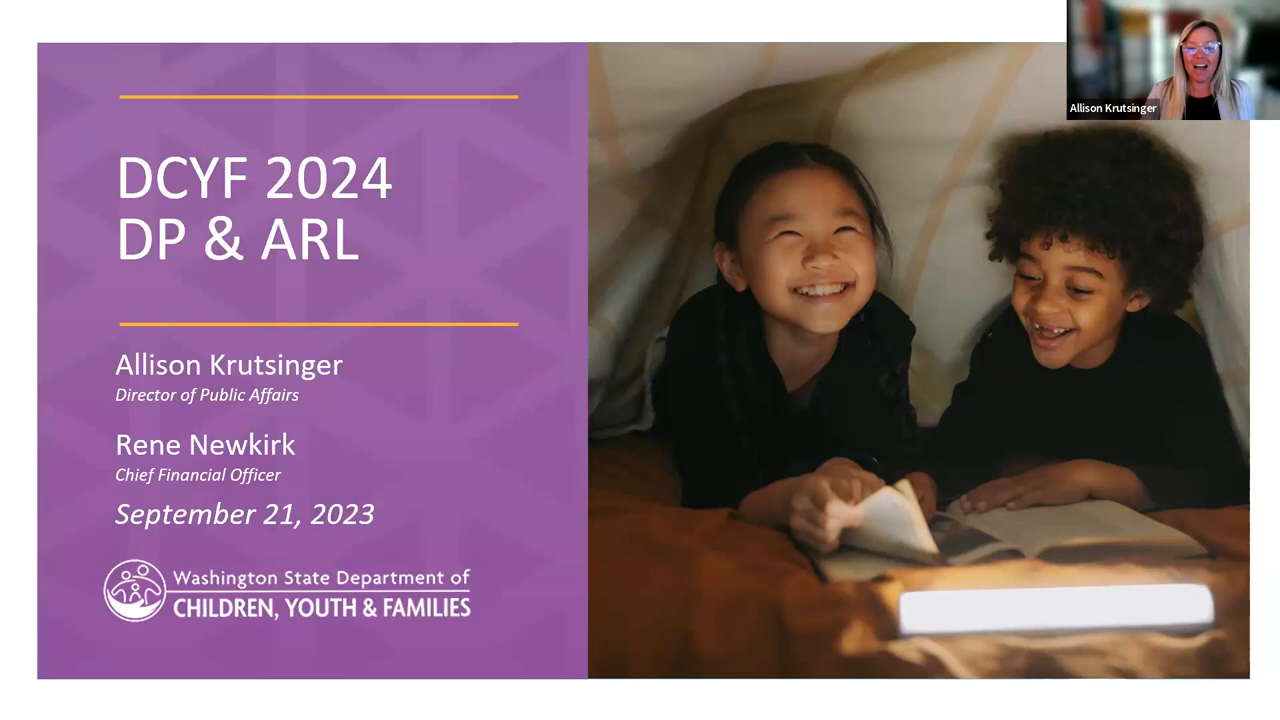 DCYF 2024
DP & ARL
Allison Krutsinger
Director of Public Affairs
Rene Newkirk
Chief Financial Officer
September 21, 2023
Washington State Department of
CHILDREN, YOUTH & FAMILIES
Allison Krutsinger